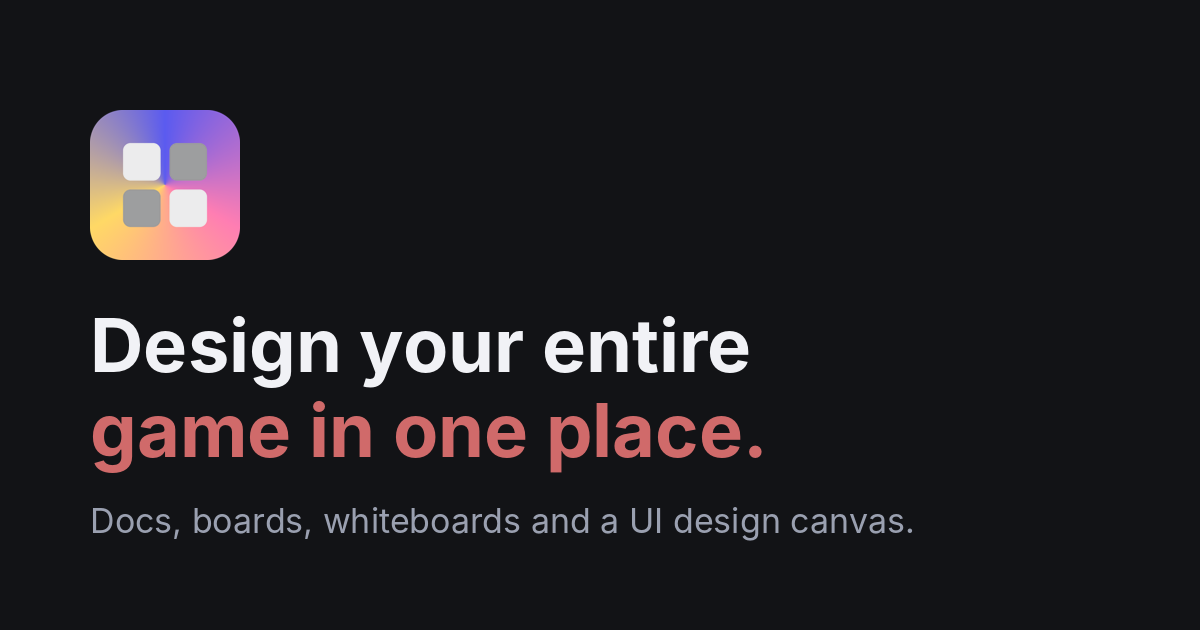 Design your entire
game in one place.
Docs, boards, whiteboards and a UI design canvas.